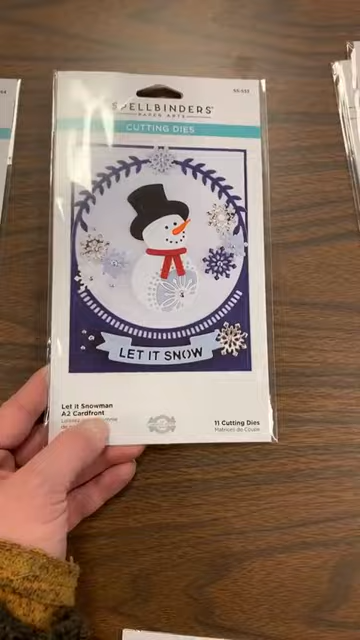 SPELLBINDERS
PAPER ARTS
CUTTING DIES
LET IT SNOW
Let it Snowman
A2 Cardfront
11 Cutting Dies
Matrices de Coupe